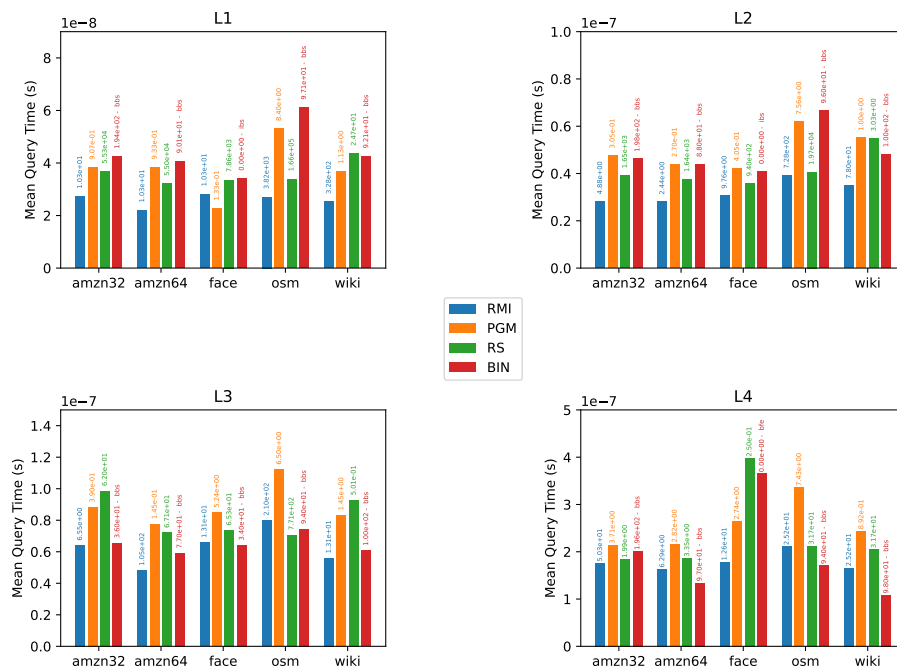 L1
1e−8
Mean Query Time (s)
8
6
4
2
0
1.03e+01
9.07e-01
5.53e+04
1.94e+02 - bbs
1.03e+01
9.33e-01
5.50e+04
9.01e+01 - bbs
1.03e+01
1.33e-01
7.86e+03
0.00e+00 - ibs
3.82e+03
8.40e+00
1.66e+05
9.71e+01 - bbs
3.28e+02
1.13e+00
2.47e+01
9.21e+01 - bbs
amzn32 amzn64 face osm wiki
L2
1e−7
Mean Query Time (s)
1.0
0.8
0.6
0.4
0.2
0.0
4.88e+00
3.05e-01
1.65e+03
1.98e+02 - bbs
2.44e+00
2.70e-01
1.64e+03
8.80e+01 - bbs
9.76e+00
4.05e-01
9.40e+02
0.00e+00 - ibs
7.28e+02
7.56e+00
1.97e+04
9.60e+01 - bbs
7.80e+01
1.00e+00
3.03e+00
1.00e+02 - bbs
amzn32 amzn64 face osm wiki
RMI
PGM
RS
BIN
L3
1e−7
Mean Query Time (s)
1.4
1.2
1.0
0.8
0.6
0.4
0.2
0.0
6.55e+00
3.90e-01
6.20e+01
3.60e+01 - bbs
1.05e+02
1.45e-01
6.71e+01
7.70e+01 - bbs
1.31e+01
5.24e+00
6.53e+01
3.40e+01 - bbs
2.10e+02
6.50e+00
7.71e+02
9.40e+01 - bbs
1.31e+01
1.45e+00
5.01e-01
1.00e+02 - bbs
amzn32 amzn64 face osm wiki
L4
1e−7
Mean Query Time (s)
5
4
3
2
1
0
5.03e+01
3.71e+00
1.99e+00
1.96e+02 - bbs
6.29e+00
2.82e+00
3.35e+00
9.70e+01 - bbs
1.26e+01
2.74e+00
2.50e-01
0.00e+00 - bfe
2.52e+01
7.43e+00
3.17e+01
9.40e+01 - bbs
2.52e+01
8.92e-01
3.17e+01
9.80e+01 - bbs
amzn32 amzn64 face osm wiki